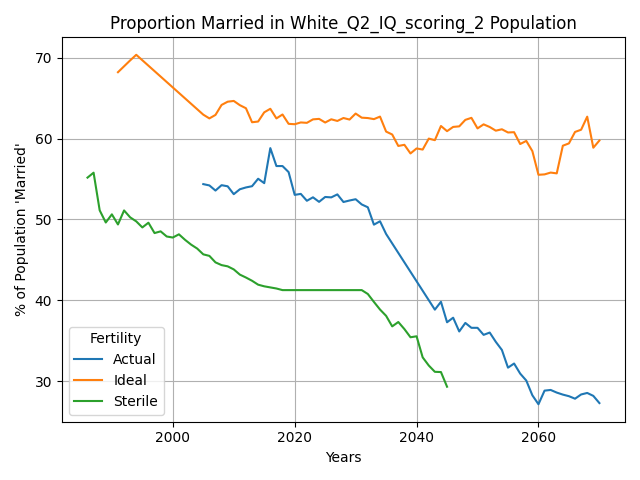 Proportion Married in White_Q2_IQ_scoring_2 Population
% of Population 'Married'
70
60
50
40
30
Fertility
Actual
Ideal
Sterile
2000 2020 2040 2060
Years